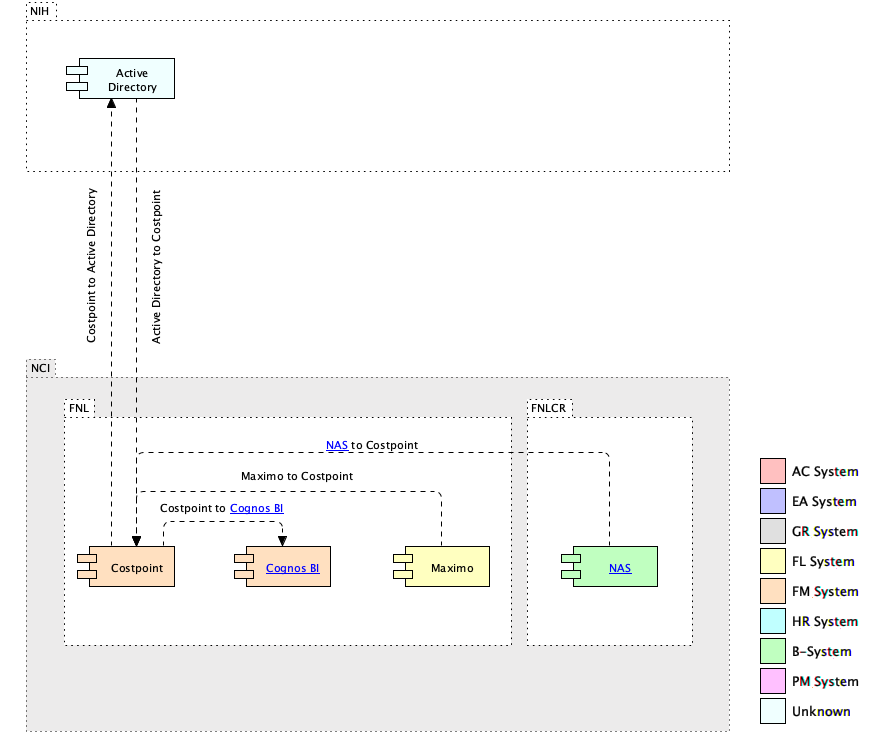 NIH
Active
Directory
Costpoint to Active Directory
Active Directory to Costpoint
NCI
FNL
FNLCR
NAS to Costpoint
Maximo to Costpoint
Costpoint to Cognos BI
Costpoint
Cognos BI
Maximo
NAS
AC System
EA System
GR System
FL System
FM System
HR System
B-System
PM System
Unknown